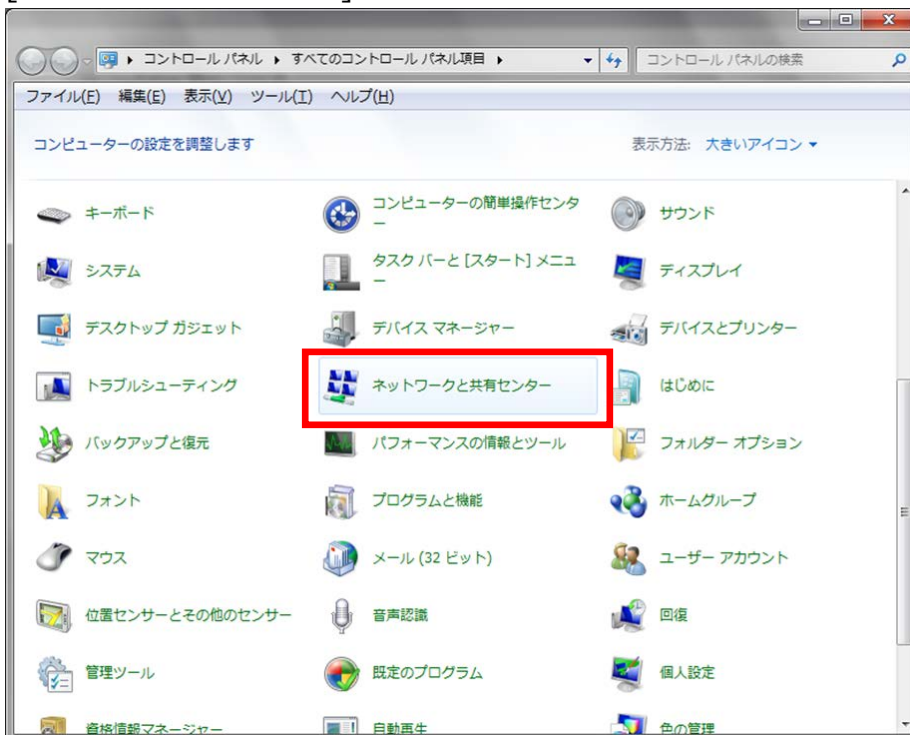 コントロール パネル ▸ すべてのコントロール パネル項目 ▸
コントロール パネルの検索
ファイル(F) 編集(E) 表示(V) ツール(T) ヘルプ(H)
コンピューターの設定を調整します
表示方法: 大きいアイコン ▼
キーボード
コンピューターの簡単操作センタ
ー
サウンド
システム
タスク バーと [スタート] メニュ
ー
ディスプレイ
デスクトップ ガジェット
デバイス マネージャー
デバイスとプリンター
トラブルシューティング
ネットワークと共有センター
はじめに
バックアップと復元
パフォーマンスの情報とツール
フォルダー オプション
フォント
プログラムと機能
ホームグループ
マウス
メール (32 ビット)
ユーザー アカウント
位置センサーとその他のセンサー
音声認識
回復
管理ツール
既定のプログラム
個人設定
資格情報マネージャー
自動再生
色の管理